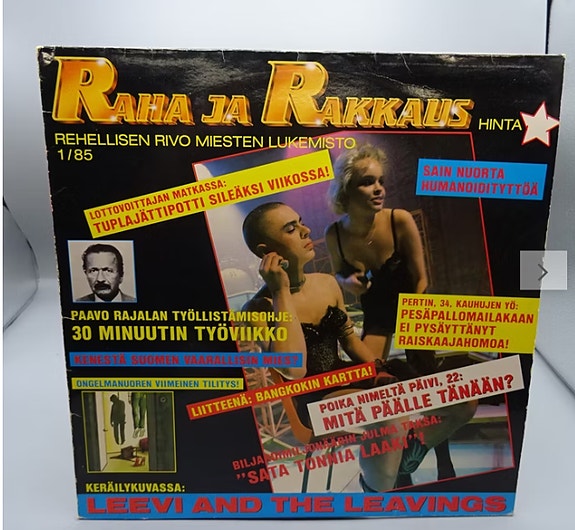 RAHA JA RAKKAUS
HINTA
REHELLISEN RIVO MIESTEN LUKEMISTO
1/85
LOTTOVOITTAJAN MATKASSA:
TUPLAJÄTTIPOTTI SILEÄKSI VIIKOSSA!
SAIN NUORTA
HUMANOIDITYTTÖÄ
PAAVO RAJALAN TYÖLLISTÄMISOHJE:
30 MINUUTIN TYÖVIIKKO
KENESTÄ SUOMEN VAARALLISIN MIES?
ONGELMANUOREN VIIMEINEN TILITYS!
PERTIN, 34, KAUHUJEN YÖ:
PESÄPALLOMAILAKAAN
EI PYSÄYTTÄNYT
RAISKAAJAHOMOA!
LIITTEENÄ: BANGKOKIN KARTTA!
POIKA NIMELTÄ PÄIVI, 22:
MITÄ PÄÄLLE TÄNÄÄN?
JULMA TAKSA:
"SATA TONNIA LAAKI"!
KERÄILYKUVASSA:
LEEVI AND THE LEAVINGS